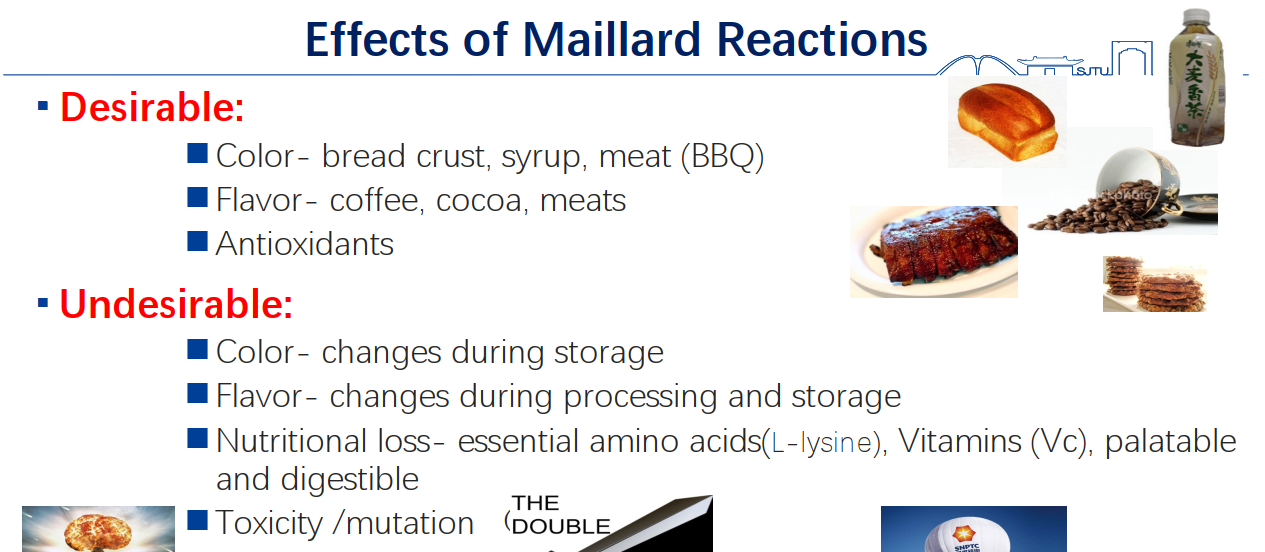 Effects of Maillard Reactions
SJTU
大麦香茶
▪ Desirable:
■ Color- bread crust, syrup, meat (BBQ)
■ Flavor- coffee, cocoa, meats
■ Antioxidants
▪ Undesirable:
■ Color- changes during storage
■ Flavor- changes during processing and storage
■ Nutritional loss- essential amino acids(L-lysine), Vitamins (Vc), palatable
and digestible
■ Toxicity /mutation (
THE
DOUBLE
SNPTC